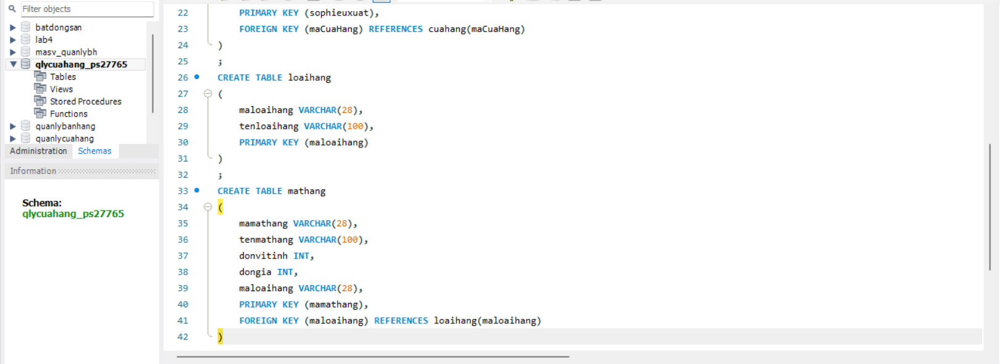 Filter objects
batdongsan
lab4
masv_quanlybh
qlycuahang_ps27765
Tables
Views
Stored Procedures
Functions
quanlybanhang
quanlycuahang
Administration Schemas
Information
Schema:
qlycuahang_ps27765
22 PRIMARY KEY (sophieuxuat),
23 FOREIGN KEY (maCuaHang) REFERENCES cuahang(maCuaHang)
24 )
25 ;
26 CREATE TABLE loaihang
27 (
28 maloaihang VARCHAR(28),
29 tenloaihang VARCHAR(100),
30 PRIMARY KEY (maloaihang)
31 )
32 ;
33 CREATE TABLE mathang
34 (
35 mamathang VARCHAR(28),
36 tenmathang VARCHAR(100),
37 donvitinh INT,
38 dongia INT,
39 maloaihang VARCHAR(28),
40 PRIMARY KEY (mamathang),
41 FOREIGN KEY (maloaihang) REFERENCES loaihang(maloaihang)
42 )